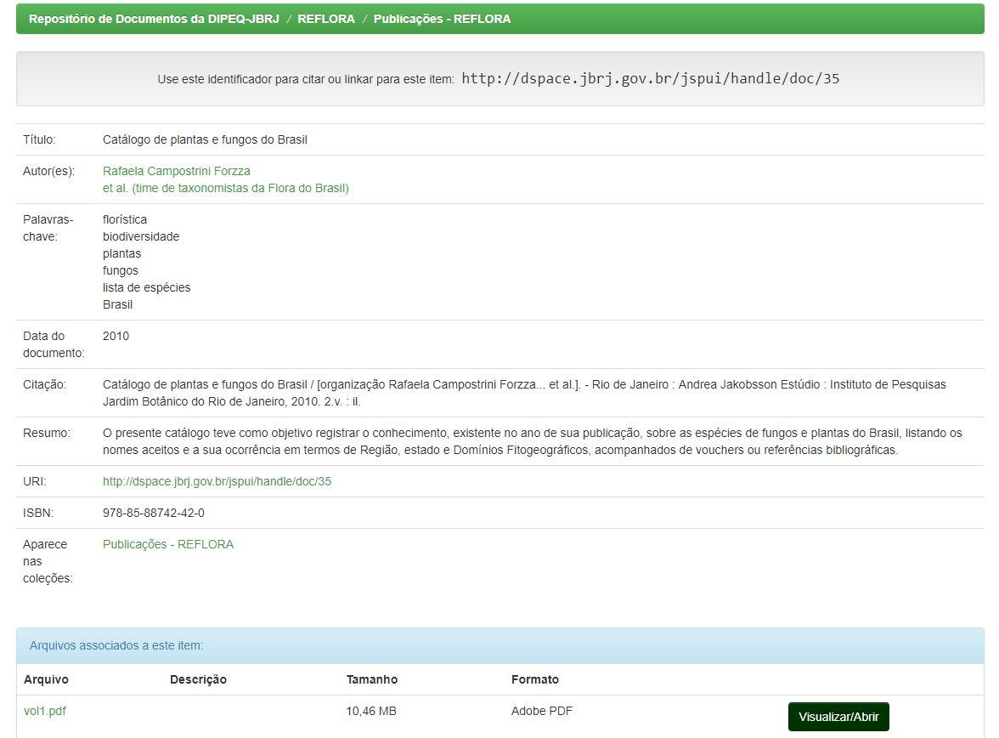 Repositório de Documentos da DIPEQ-JBRJ / REFLORA / Publicações - REFLORA
Use este identificador para citar ou linkar para este item: http://dspace.jbrj.gov.br/jspui/handle/doc/35
Título: Catálogo de plantas e fungos do Brasil
Autor(es): Rafaela Campostrini Forzza
et al. (time de taxonomistas da Flora do Brasil)
Palavras- florística
chave: biodiversidade
plantas
fungos
lista de espécies
Brasil
Data do 2010
documento:
Citação: Catálogo de plantas e fungos do Brasil / [organização Rafaela Campostrini Forzza... et al.]. - Rio de Janeiro : Andrea Jakobsson Estúdio : Instituto de Pesquisas
Jardim Botânico do Rio de Janeiro, 2010. 2.v. : il.
Resumo: O presente catálogo teve como objetivo registrar o conhecimento, existente no ano de sua publicação, sobre as espécies de fungos e plantas do Brasil, listando os
nomes aceitos e a sua ocorrência em termos de Região, estado e Domínios Fitogeográficos, acompanhados de vouchers ou referências bibliográficas.
URI: http://dspace.jbrj.gov.br/jspui/handle/doc/35
ISBN: 978-85-88742-42-0
Aparece Publicações - REFLORA
nas
coleções:
Arquivos associados a este item:
Arquivo Descrição Tamanho Formato
vol1.pdf 10,46 MB Adobe PDF Visualizar/Abrir